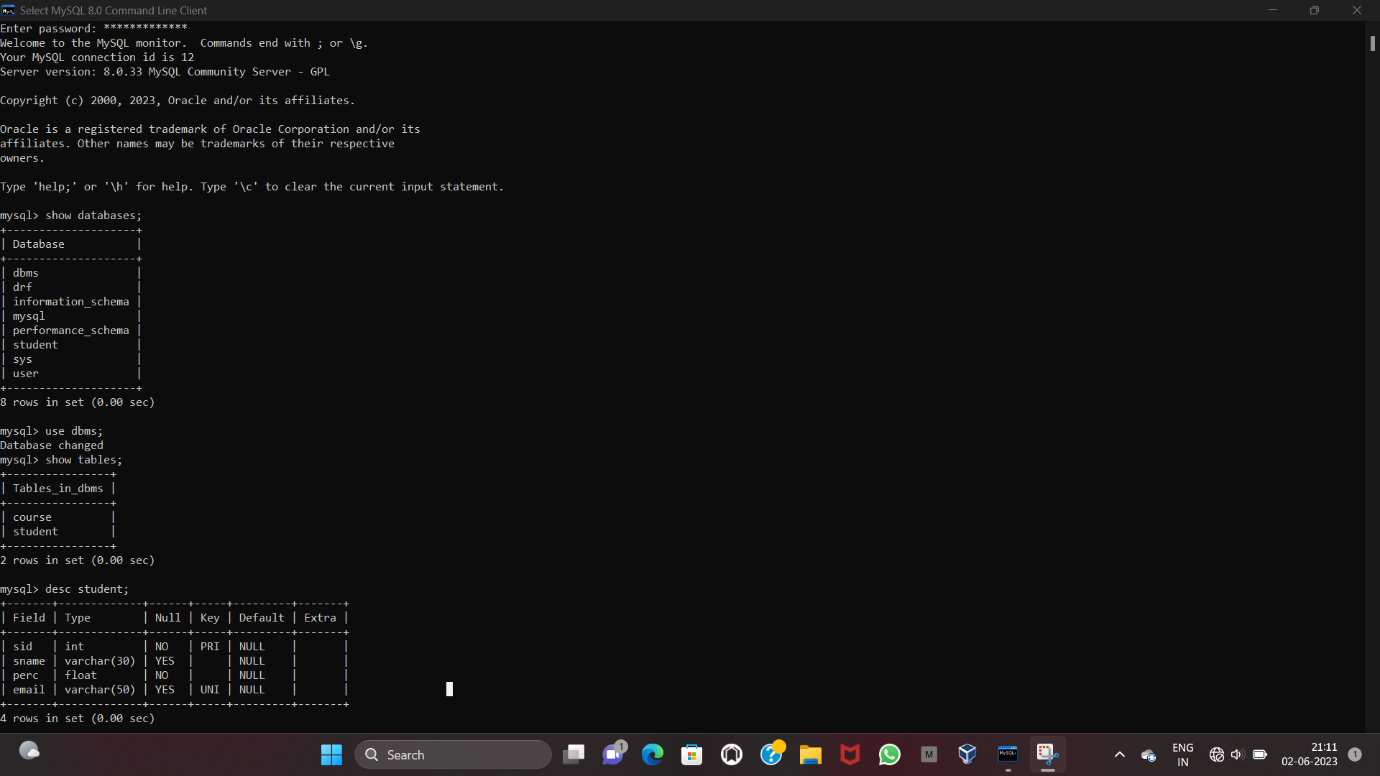 Select MySQL 8.0 Command Line Client
Enter password: *************
Welcome to the MySQL monitor.  Commands end with ; or \g.
Your MySQL connection id is 12
Server version: 8.0.33 MySQL Community Server - GPL
Copyright (c) 2000, 2023, Oracle and/or its affiliates.
Oracle is a registered trademark of Oracle Corporation and/or its
affiliates. Other names may be trademarks of their respective
owners.
Type 'help;' or '\h' for help. Type '\c' to clear the current input statement.
mysql> show databases;
+--------------------+
| Database           |
+--------------------+
| dbms               |
| drf                |
| information_schema |
| mysql              |
| performance_schema |
| student            |
| sys                |
| user               |
+--------------------+
8 rows in set (0.00 sec)
mysql> use dbms;
Database changed
mysql> show tables;
+----------------+
| Tables_in_dbms |
+----------------+
| course         |
| student        |
+----------------+
2 rows in set (0.00 sec)
mysql> desc student;
+-------+-------------+------+-----+---------+-------+
| Field | Type        | Null | Key | Default | Extra |
+-------+-------------+------+-----+---------+-------+
| sid   | int         | NO   | PRI | NULL    |       |
| sname | varchar(30) | YES  |     | NULL    |       |
| perc  | float       | NO   |     | NULL    |       |
| email | varchar(50) | YES  | UNI | NULL    |       |
+-------+-------------+------+-----+---------+-------+
4 rows in set (0.00 sec)
Search
1
M
ENG
IN
21:11
02-06-2023
1